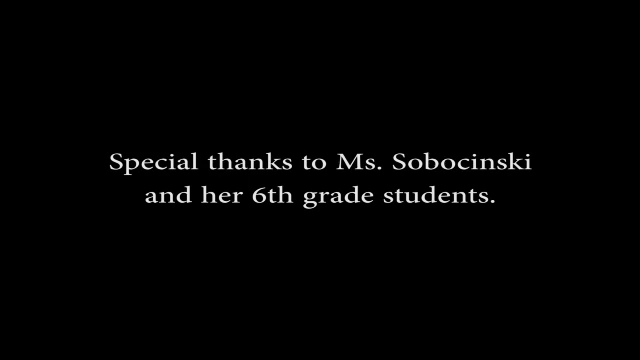 Special thanks to Ms. Sobocinski
and her 6th grade students.